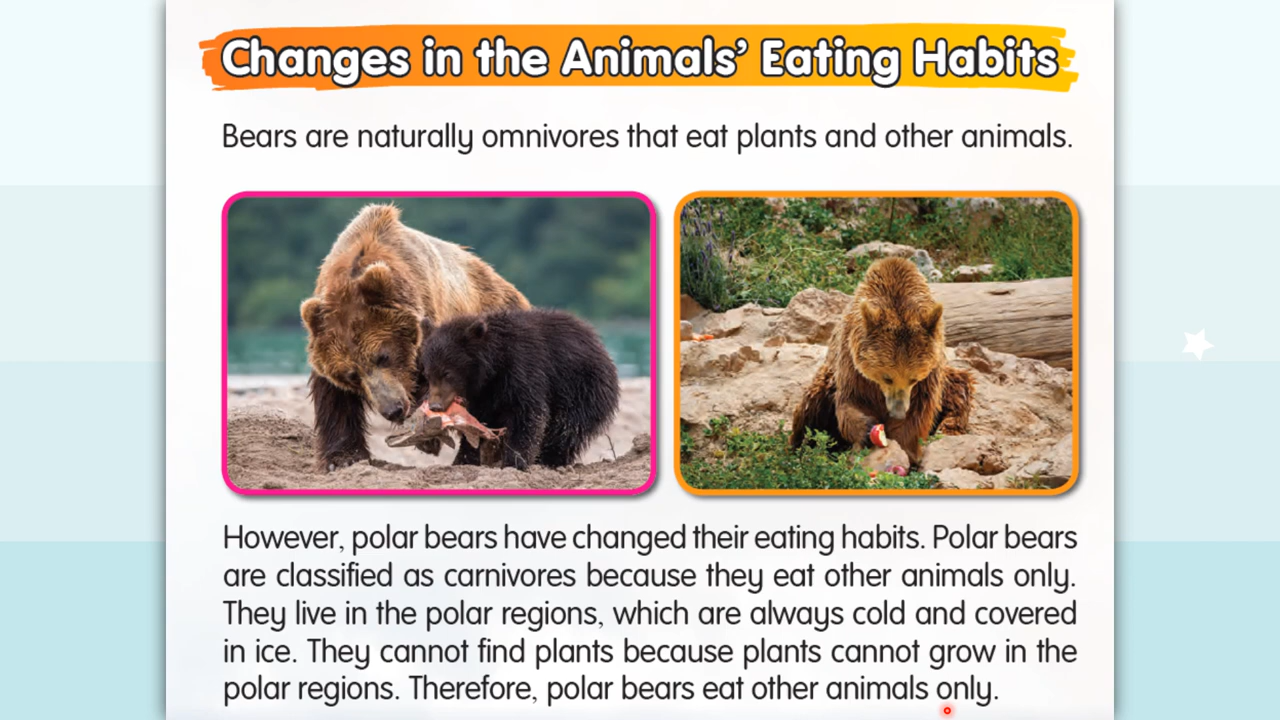 Changes in the Animals’ Eating Habits
Bears are naturally omnivores that eat plants and other animals.
However, polar bears have changed their eating habits. Polar bears
are classified as carnivores because they eat other animals only.
They live in the polar regions, which are always cold and covered
in ice. They cannot find plants because plants cannot grow in the
polar regions. Therefore, polar bears eat other animals only.